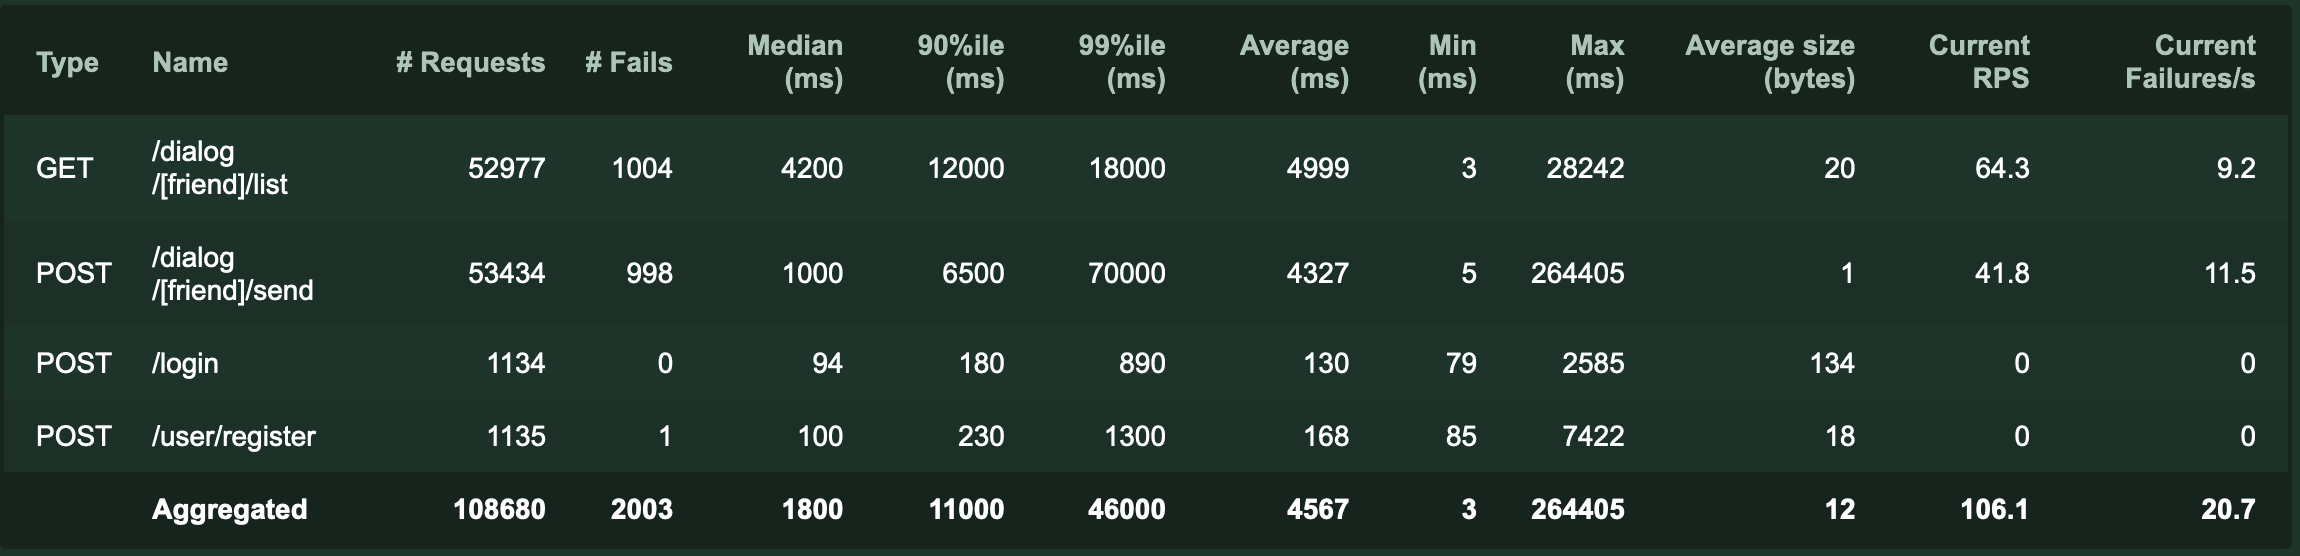 Type Name # Requests # Fails Median (ms) 90%ile (ms) 99%ile (ms) Average (ms) Min (ms) Max (ms) Average size (bytes) Current RPS Current Failures/s
GET /dialog /[friend]/list 52977 1004 4200 12000 18000 4999 3 28242 20 64.3 9.2
POST /dialog /[friend]/send 53434 998 1000 6500 70000 4327 5 264405 1 41.8 11.5
POST /login 1134 0 94 180 890 130 79 2585 134 0 0
POST /user/register 1135 1 100 230 1300 168 85 7422 18 0 0
Aggregated 108680 2003 1800 11000 46000 4567 3 264405 12 106.1 20.7